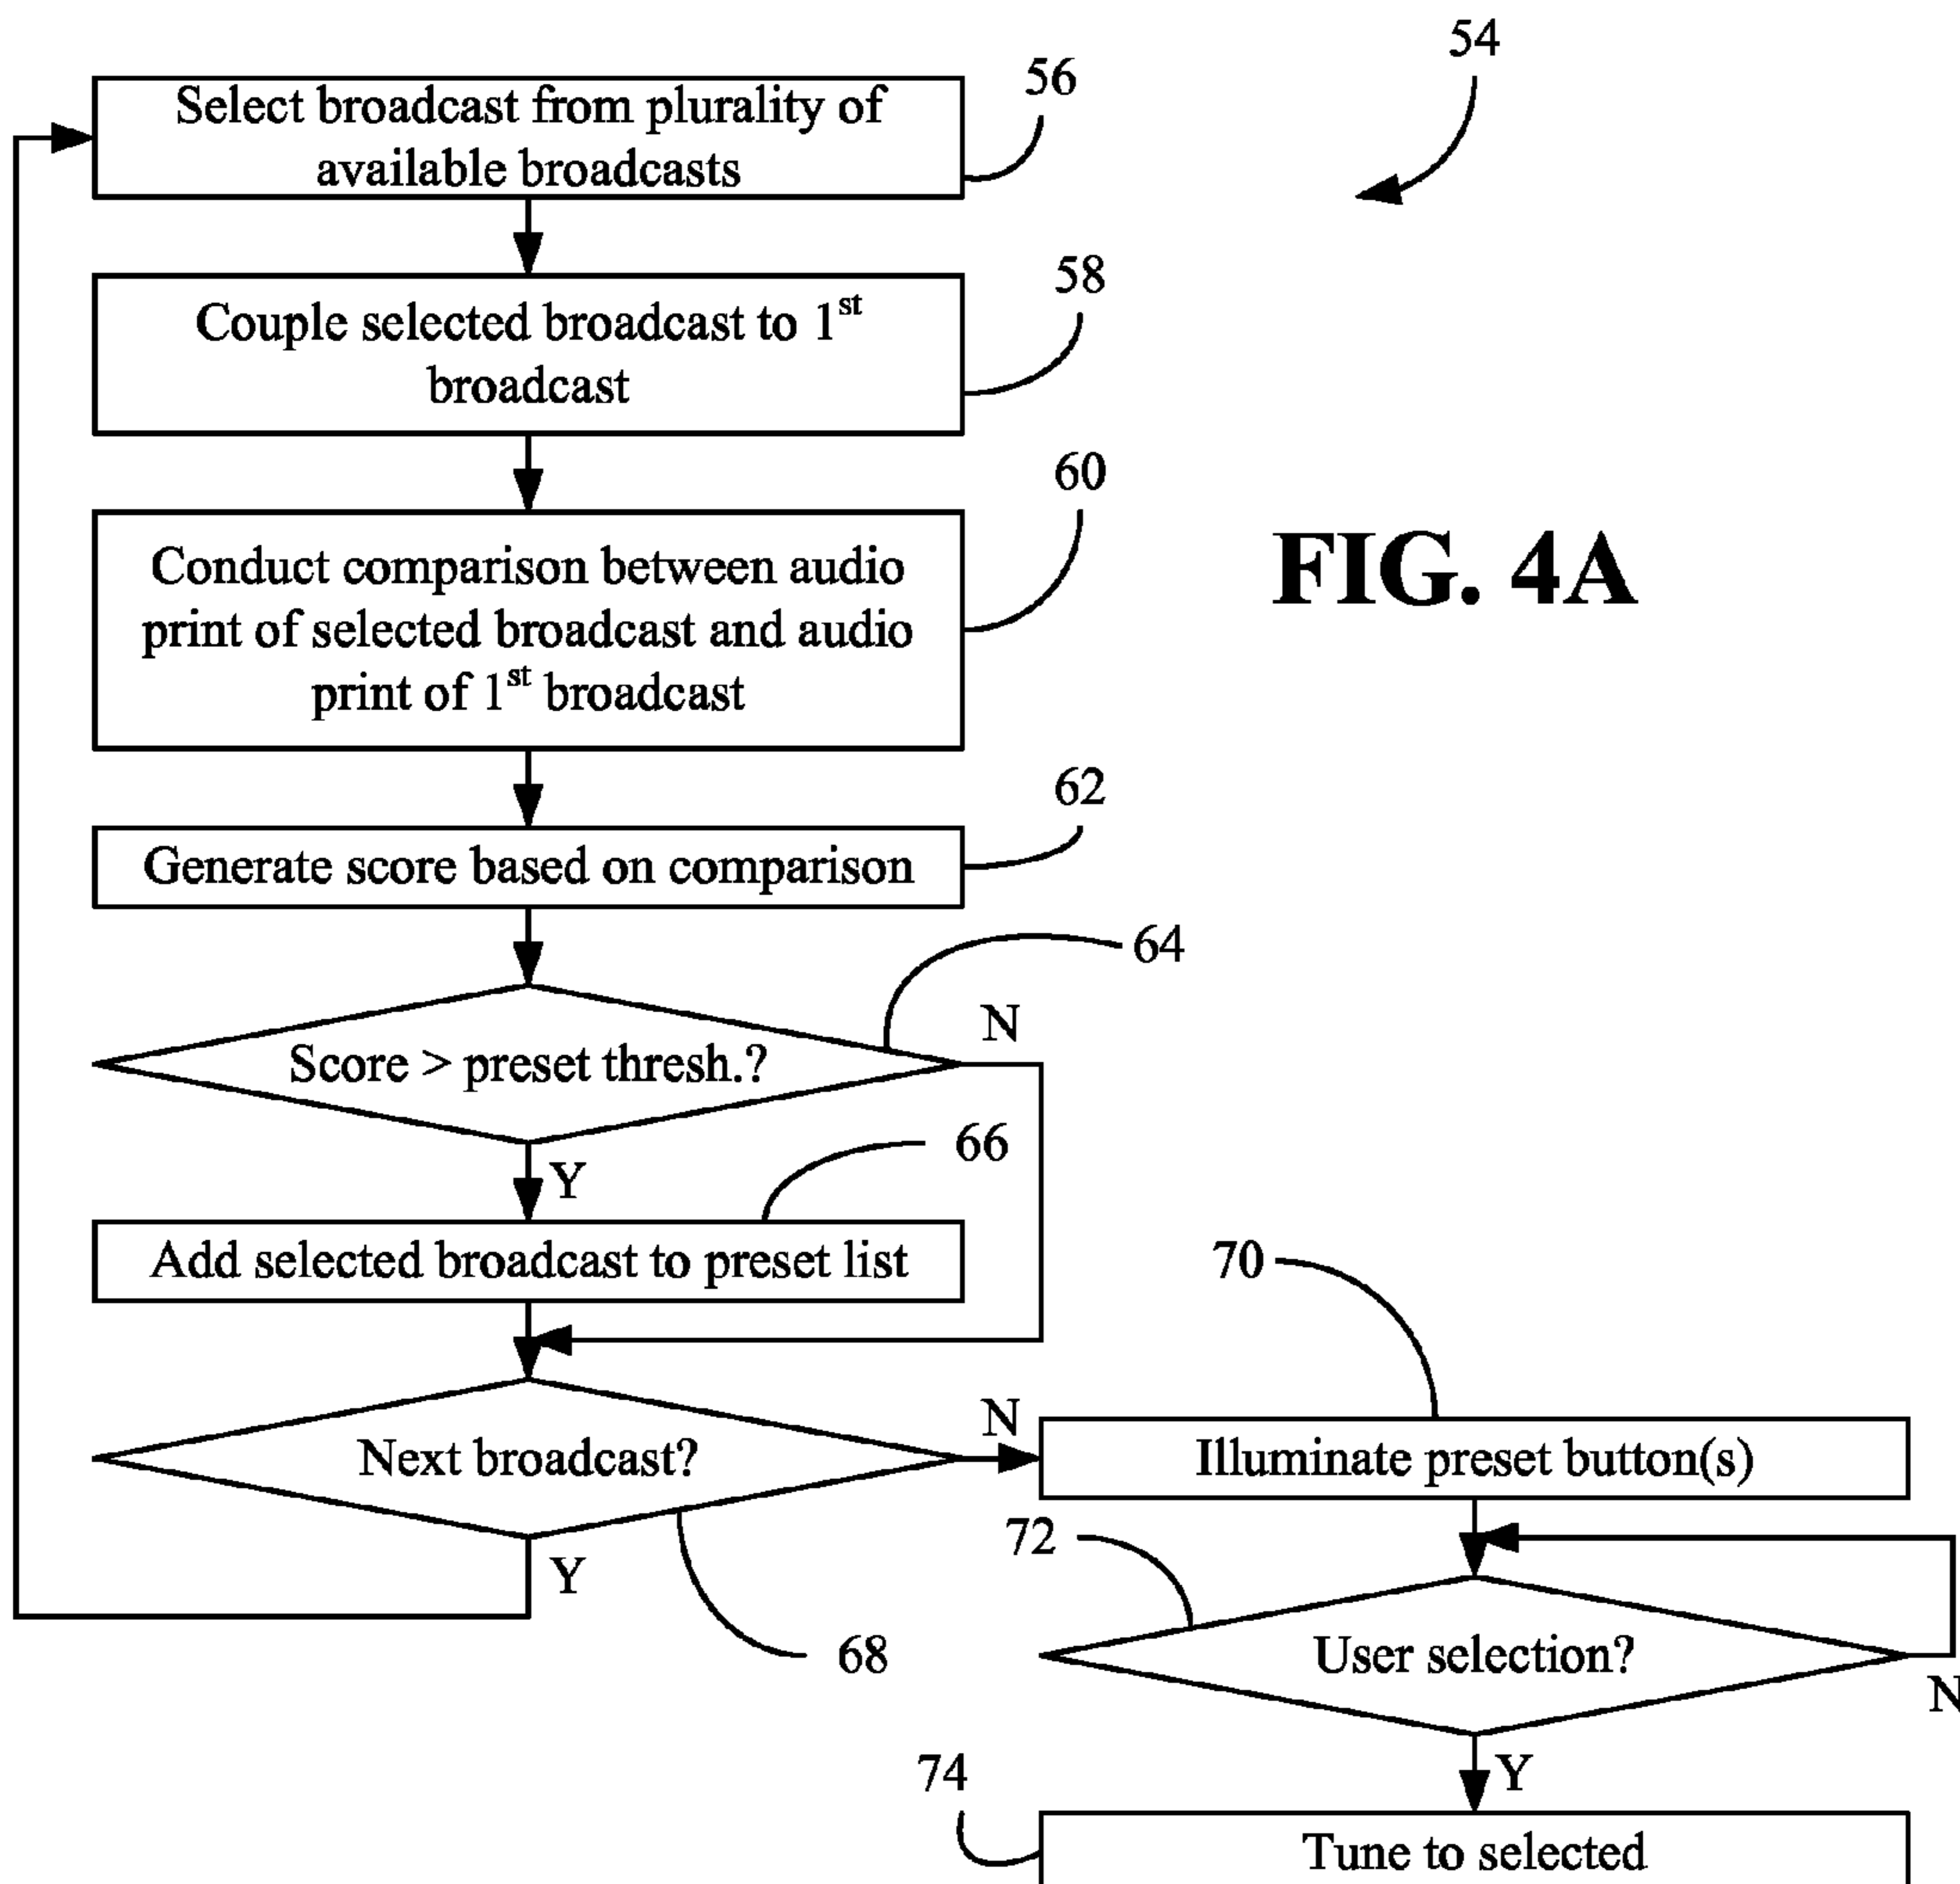 54
56
Select broadcast from plurality of
available broadcasts
58
Couple selected broadcast to 1st
broadcast
60
Conduct comparison between audio
print of selected broadcast and audio
print of 1st broadcast
FIG. 4A
62
Generate score based on comparison
64
Score > preset thresh.?
N
Y
66
Add selected broadcast to preset list
Next broadcast?
N
Y
68
70
Illuminate preset button(s)
72
User selection?
N
Y
74
Tune to selected